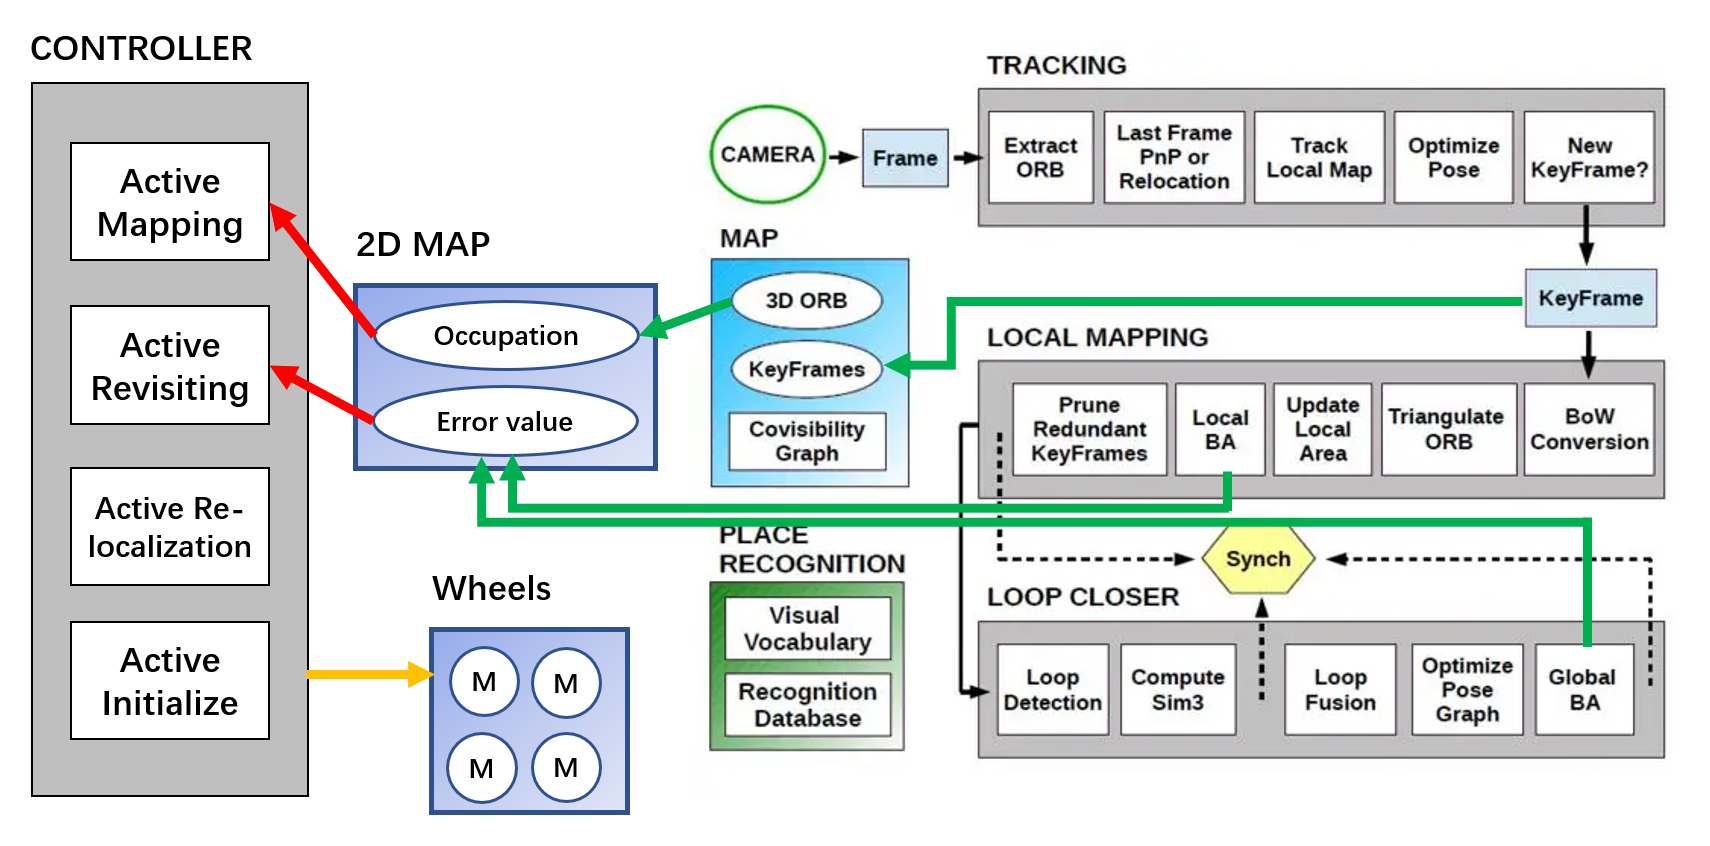 CONTROLLER
Active
Mapping
Active
Revisiting
Active Re-
localization
Active
Initialize
2D MAP
Occupation
Error value
Wheels
M
M
M
M
CAMERA
Frame
TRACKING
Extract
ORB
Last Frame
PnP or
Relocation
Track
Local Map
Optimize
Pose
New
KeyFrame?
KeyFrame
MAP
3D ORB
KeyFrames
Covisibility
Graph
LOCAL MAPPING
Prune
Redundant
KeyFrames
Local
BA
Update
Local
Area
Triangulate
ORB
BoW
Conversion
PLACE
RECOGNITION
Visual
Vocabulary
Recognition
Database
Synch
LOOP CLOSER
Loop
Detection
Compute
Sim3
Loop
Fusion
Optimize
Pose
Graph
Global
BA